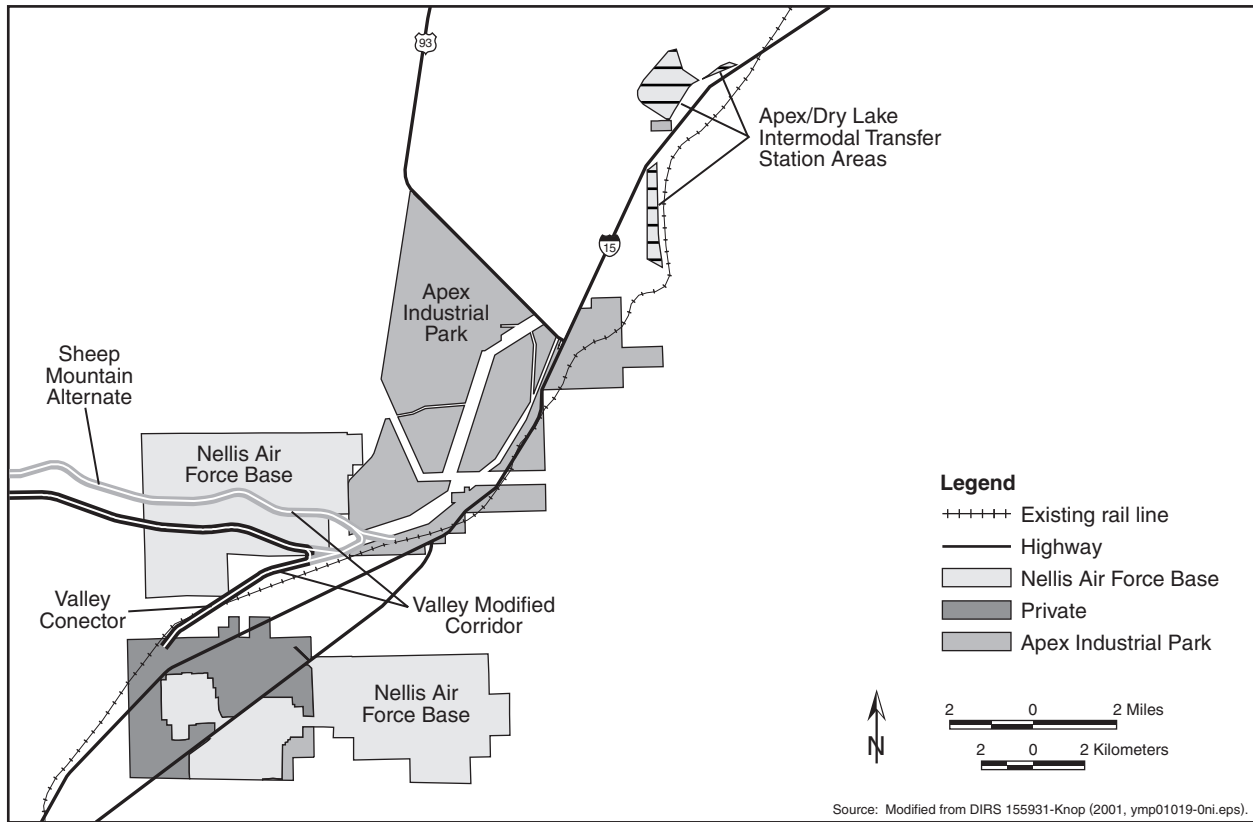 93
Apex/Dry Lake
Intermodal Transfer
Station Areas
15
Apex
Industrial
Park
Sheep
Mountain
Alternate
Nellis Air
Force Base
Valley
Conector
Valley Modified
Corridor
Nellis Air
Force Base
Legend
Existing rail line
Highway
Nellis Air Force Base
Private
Apex Industrial Park
N
2 0 2 Miles
2 0 2 Kilometers
Source: Modified from DIRS 155931-Knop (2001, ymp01019-0ni.eps).